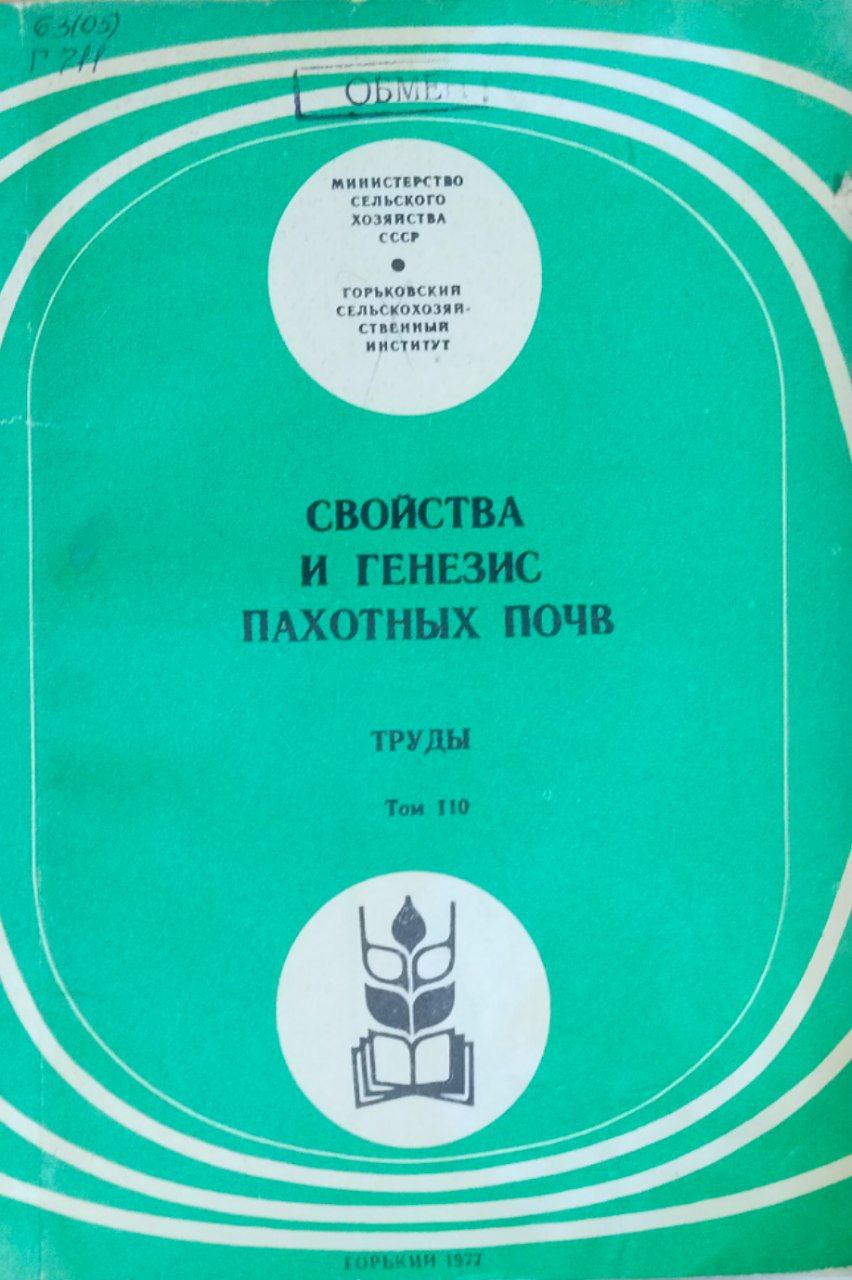 63(05)
Г 711
ОБМЕН
МИНИСТЕРСТВО
СЕЛЬСКОГО
ХОЗЯЙСТВА
СССР
ГОРЬКОВСКИЙ
СЕЛЬСКОХОЗЯЙ-
СТВЕННЫЙ
ИНСТИТУТ
СВОЙСТВА
И ГЕНЕЗИС
ПАХОТНЫХ ПОЧВ
ТРУДЫ
Том 110
ГОРЬКИЙ 1977